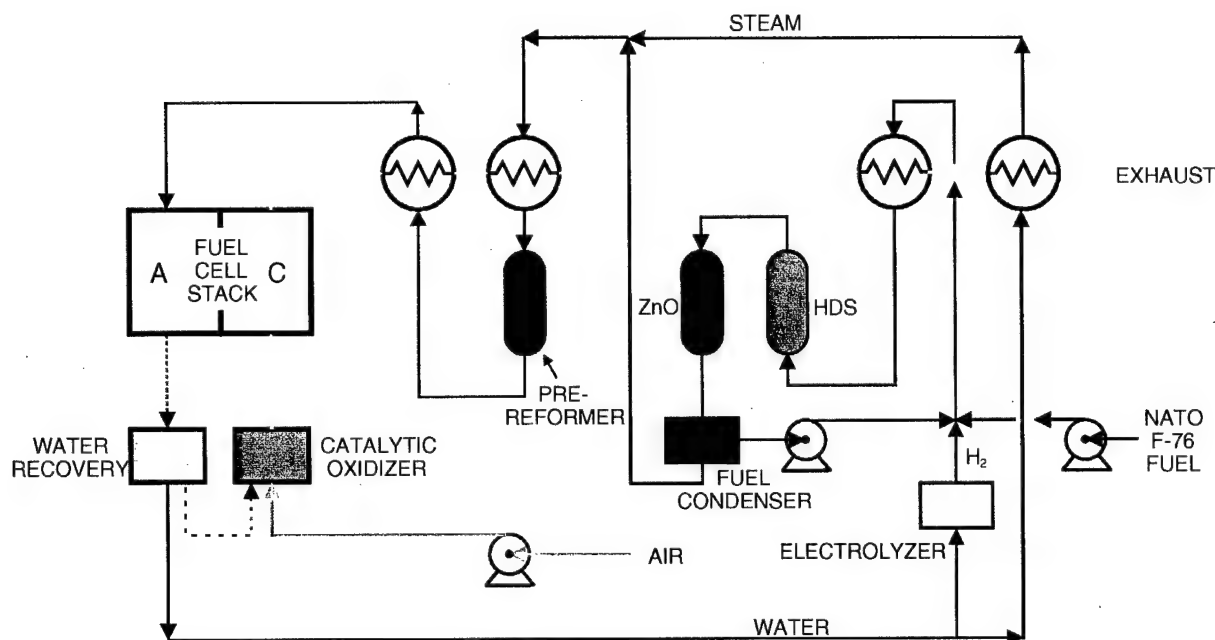 STEAM
EXHAUST
A
FUEL
CELL
STACK
C
ZnO
HDS
PRE-
REFORMER
WATER
RECOVERY
CATALYTIC
OXIDIZER
FUEL
CONDENSER
H₂
NATO
F-76
FUEL
ELECTROLYZER
AIR
WATER